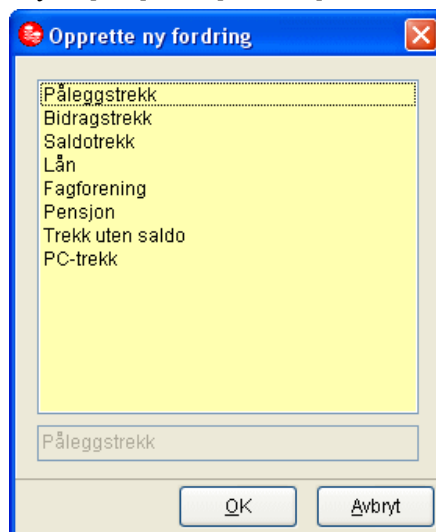 Opprette ny fordring
Påleggstrekk
Bidragstrekk
Saldotrekk
Lån
Fagforening
Pensjon
Trekk uten saldo
PC-trekk
Påleggstrekk
OK
Avbryt